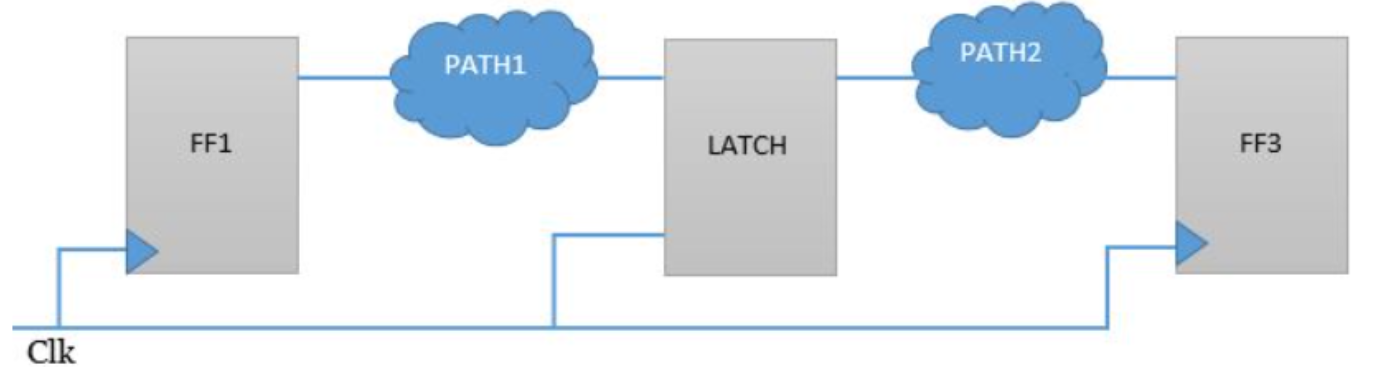 PATH1
PATH2
FF1
LATCH
FF3
Clk